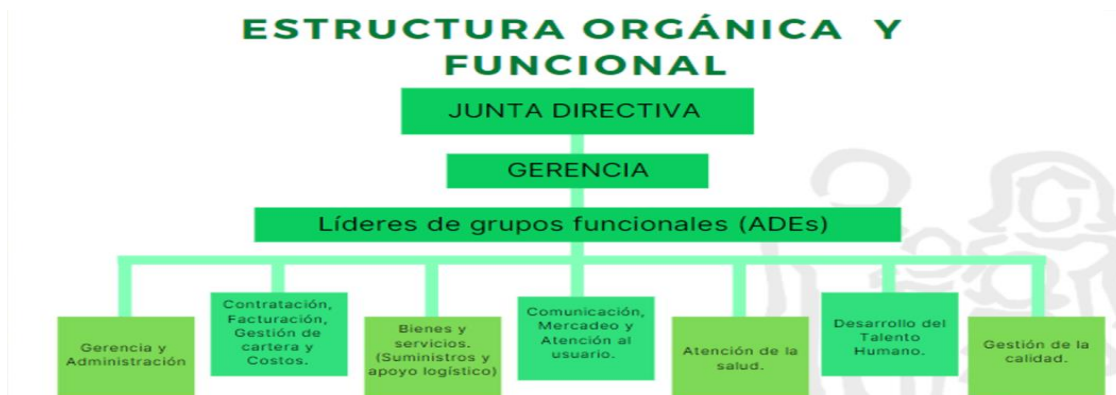 ESTRUCTURA ORGÁNICA Y
FUNCIONAL
JUNTA DIRECTIVA
GERENCIA
Líderes de grupos funcionales (ADEs)
Gerencia y
Administración
Contratación,
Facturación,
Gestión de
cartera y
Costos.
Bienes y
servicios.
(Suministros y
apoyo logístico)
Comunicación,
Mercadeo y
Atención al
usuario.
Atención de la
salud.
Desarrollo del
Talento
Humano.
Gestión de la
calidad.